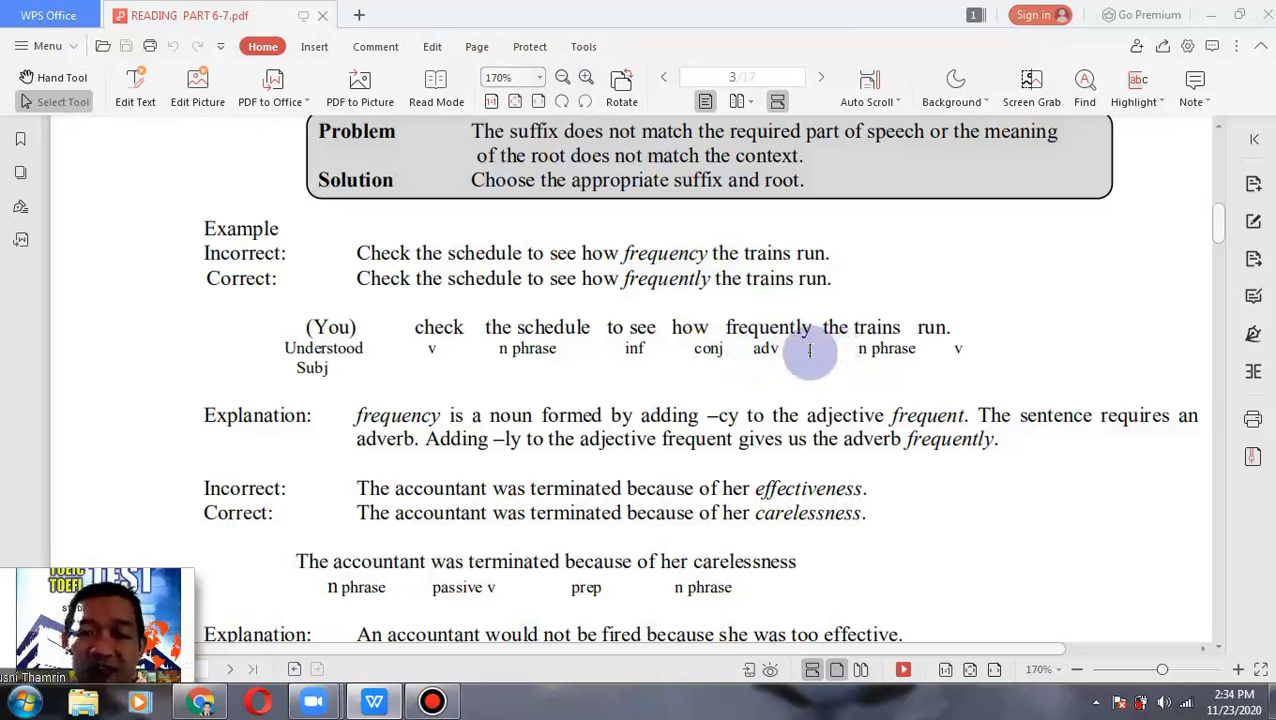 WPS Office READING PART 6-7.pdf 1 Sign in Go Premium
Menu Home Insert Comment Edit Page Protect Tools
Hand Tool 170% 3/17
Select Tool Edit Text Edit Picture PDF to Office PDF to Picture Read Mode Rotate Auto Scroll Background Screen Grab Find Highlight Note
Problem The suffix does not match the required part of speech or the meaning
of the root does not match the context.
Solution Choose the appropriate suffix and root.
Example
Incorrect: Check the schedule to see how frequency the trains run.
Correct: Check the schedule to see how frequently the trains run.
(You) check the schedule to see how frequently the trains run.
Understood v n phrase inf conj adv n phrase v
Subj
Explanation: frequency is a noun formed by adding –cy to the adjective frequent. The sentence requires an
adverb. Adding –ly to the adjective frequent gives us the adverb frequently.
Incorrect: The accountant was terminated because of her effectiveness.
Correct: The accountant was terminated because of her carelessness.
The accountant was terminated because of her carelessness
n phrase passive v prep n phrase
Explanation: An accountant would not be fired because she was too effective.
TOEIC
TOEFL TEST
usni Thamrin
170%
2:34 PM
11/23/2020